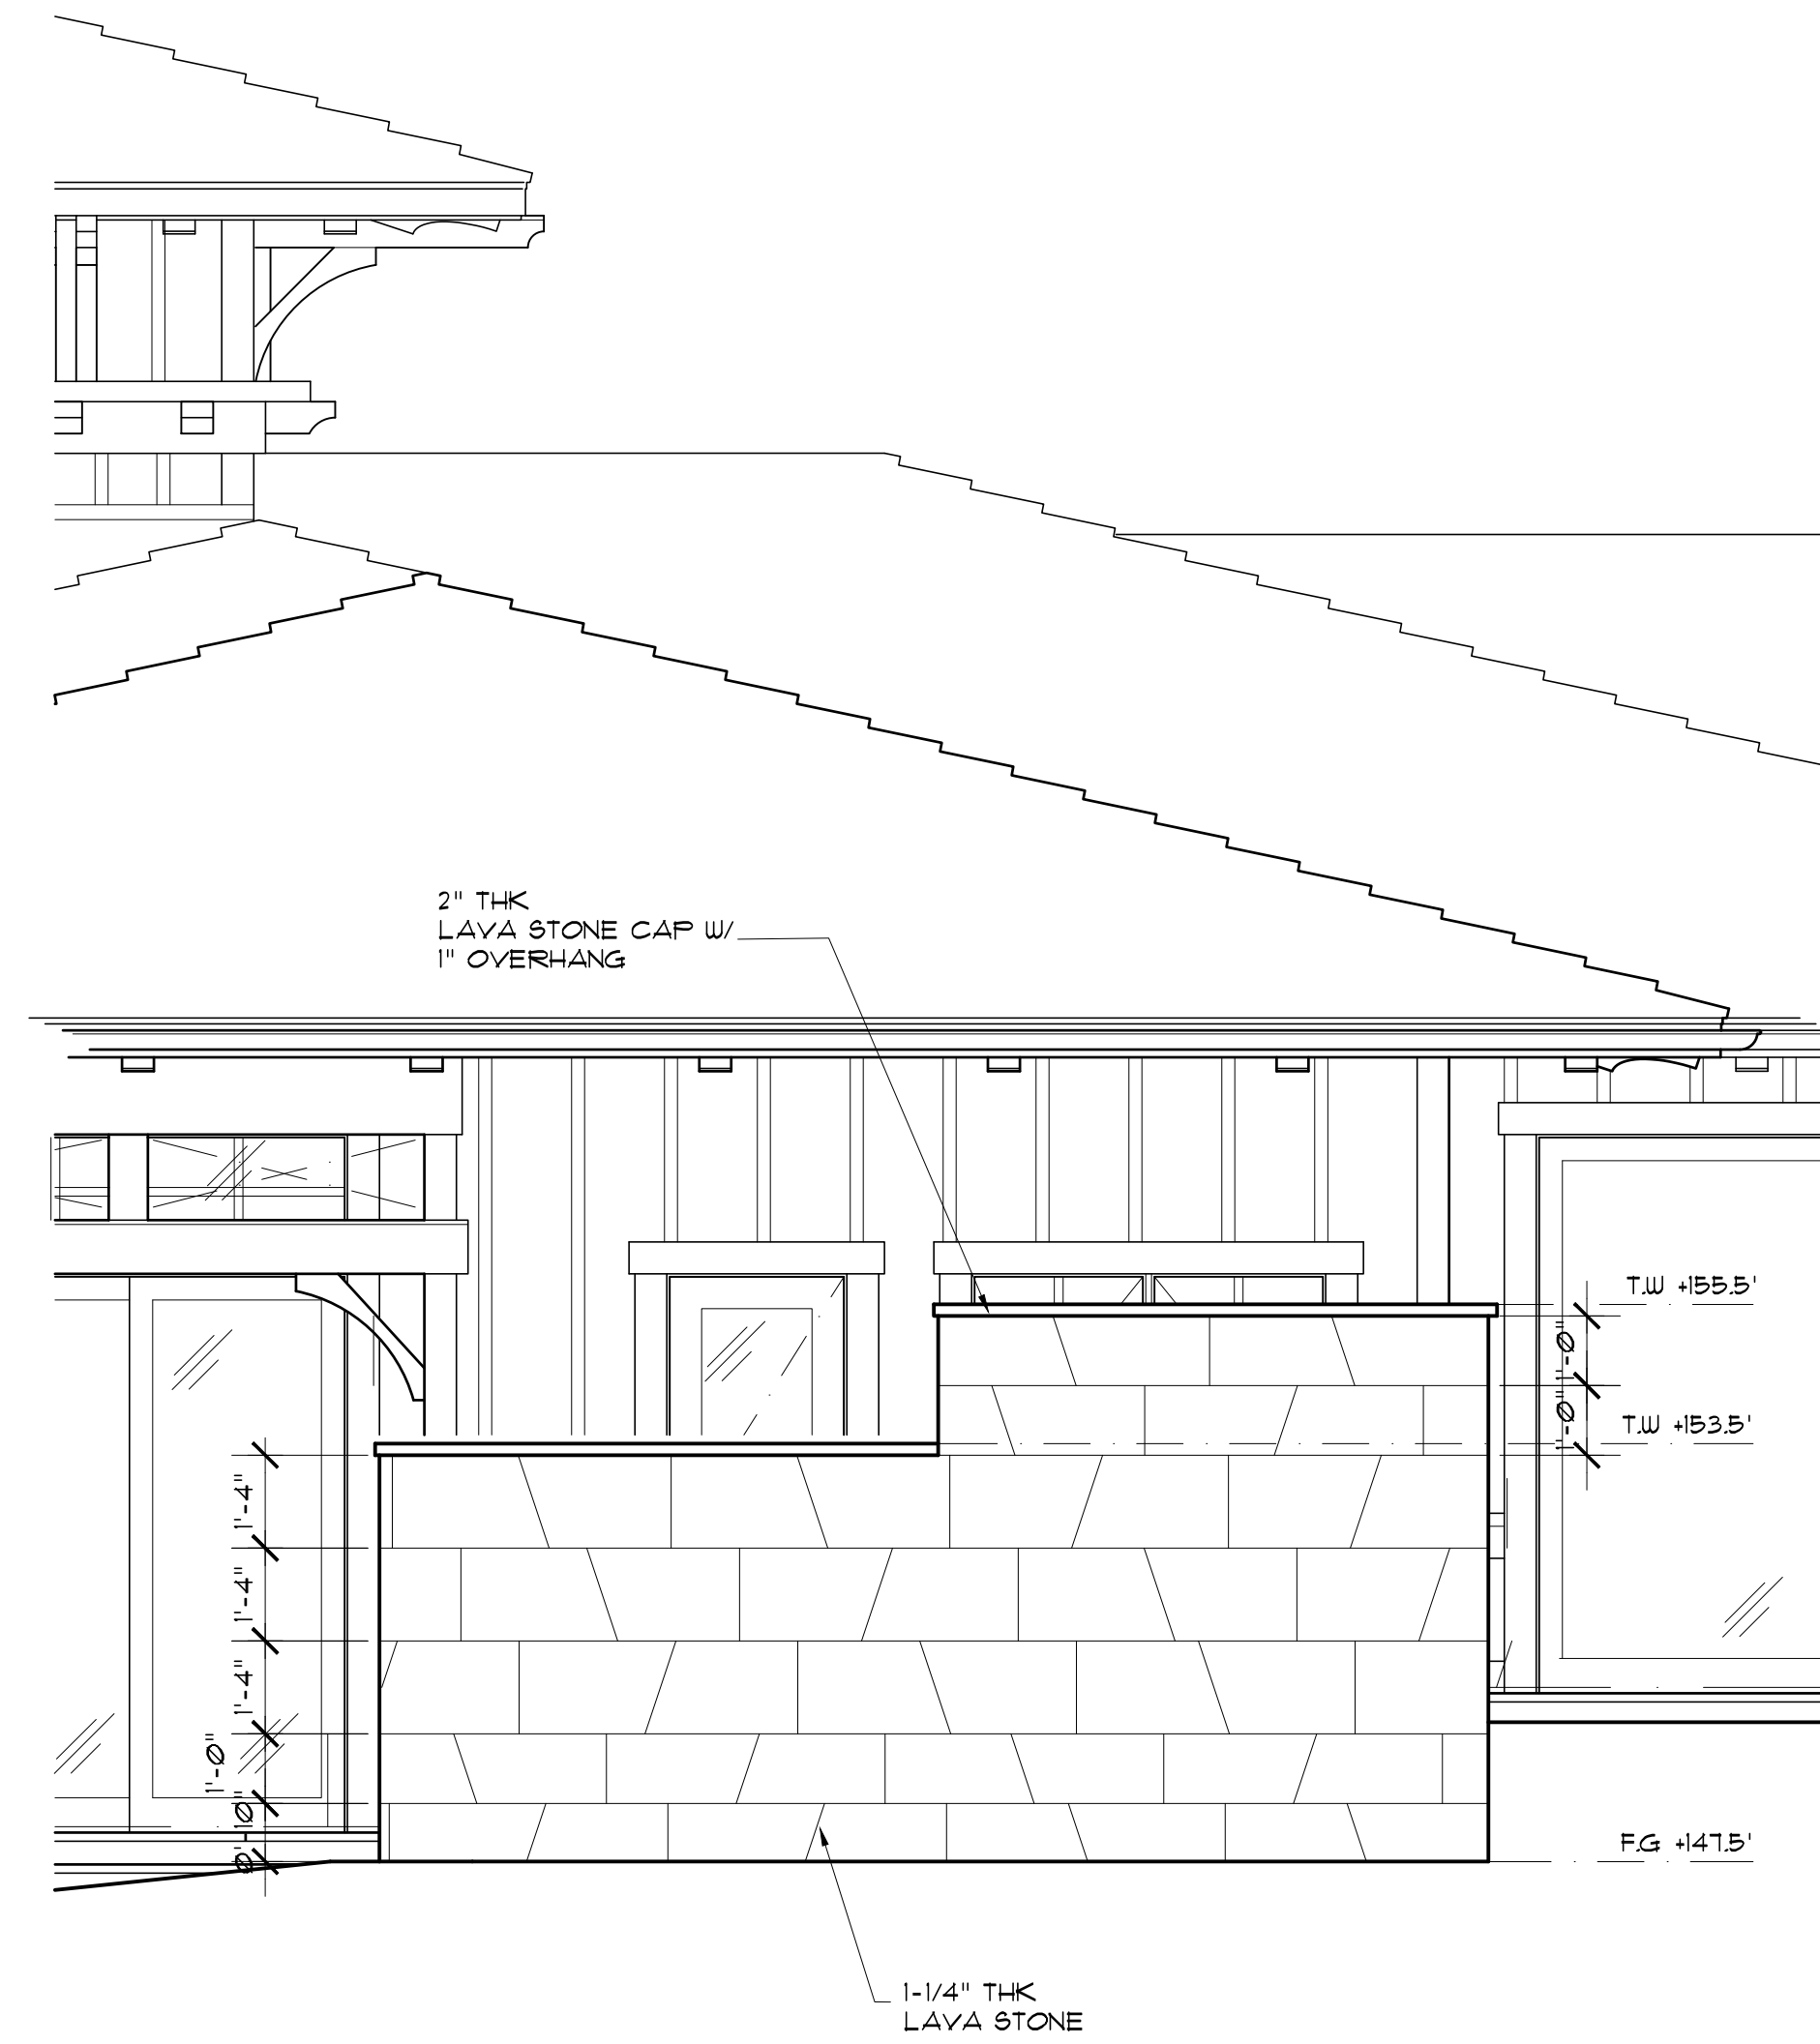 2" THK
LAVA STONE CAP W/
1" OVERHANG
T.W +155.5'
1'-0"
1'-0"
T.W +153.5'
1'-4"
1'-4"
1'-4"
1'-0"
0'-10"
F.G +147.5'
1-1/4" THK
LAVA STONE